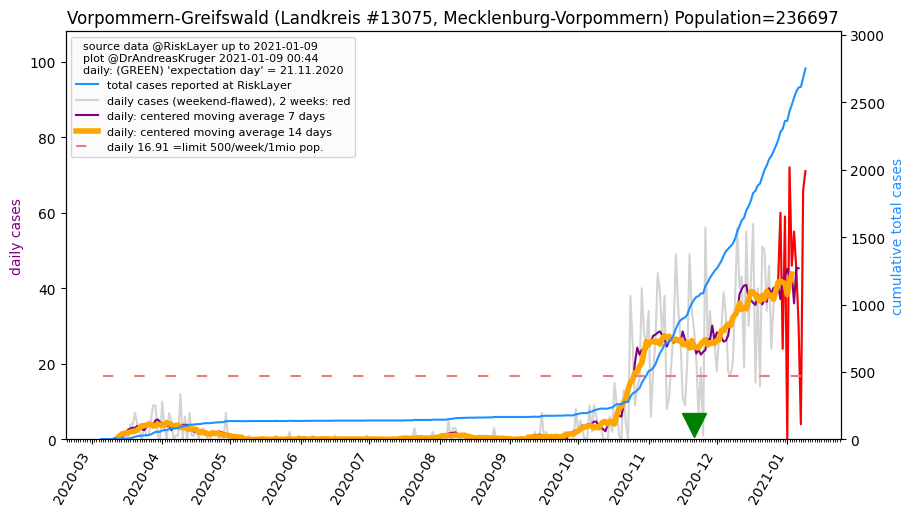 Vorpommern-Greifswald (Landkreis #13075, Mecklenburg-Vorpommern) Population=236697
source data @RiskLayer up to 2021-01-09
plot @DrAndreasKruger 2021-01-09 00:44
daily: (GREEN) 'expectation day' = 21.11.2020
total cases reported at RiskLayer
daily cases (weekend-flawed), 2 weeks: red
daily: centered moving average 7 days
daily: centered moving average 14 days
daily 16.91 =limit 500/week/1mio pop.
daily cases
100
80
60
40
20
0
cumulative total cases
3000
2500
2000
1500
1000
500
0
2020-03
2020-04
2020-05
2020-06
2020-07
2020-08
2020-09
2020-10
2020-11
2020-12
2021-01